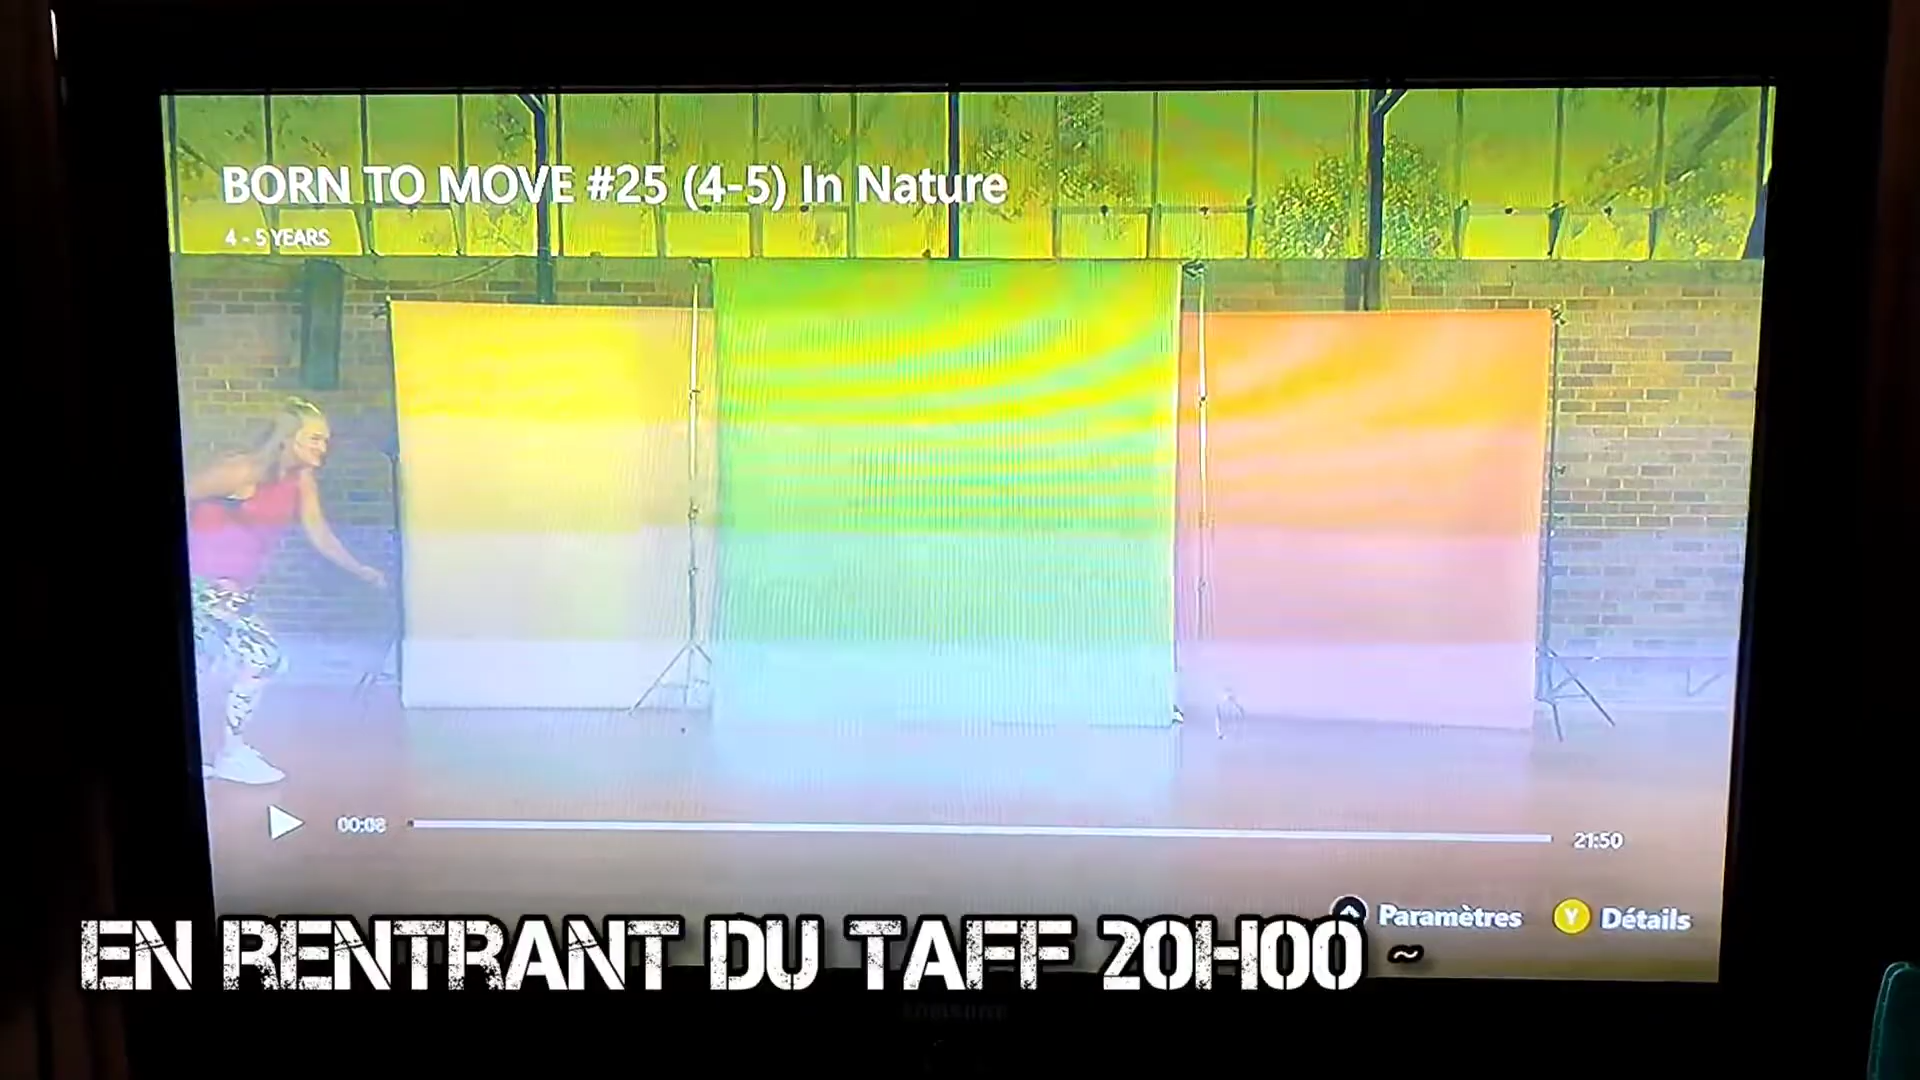 BORN TO MOVE #25 (4-5) In Nature
4 - 5 YEARS
00:08
21:50
Paramètres
Y Détails
EN RENTRANT DU TAFF 20H00 ~
SAMSUNG